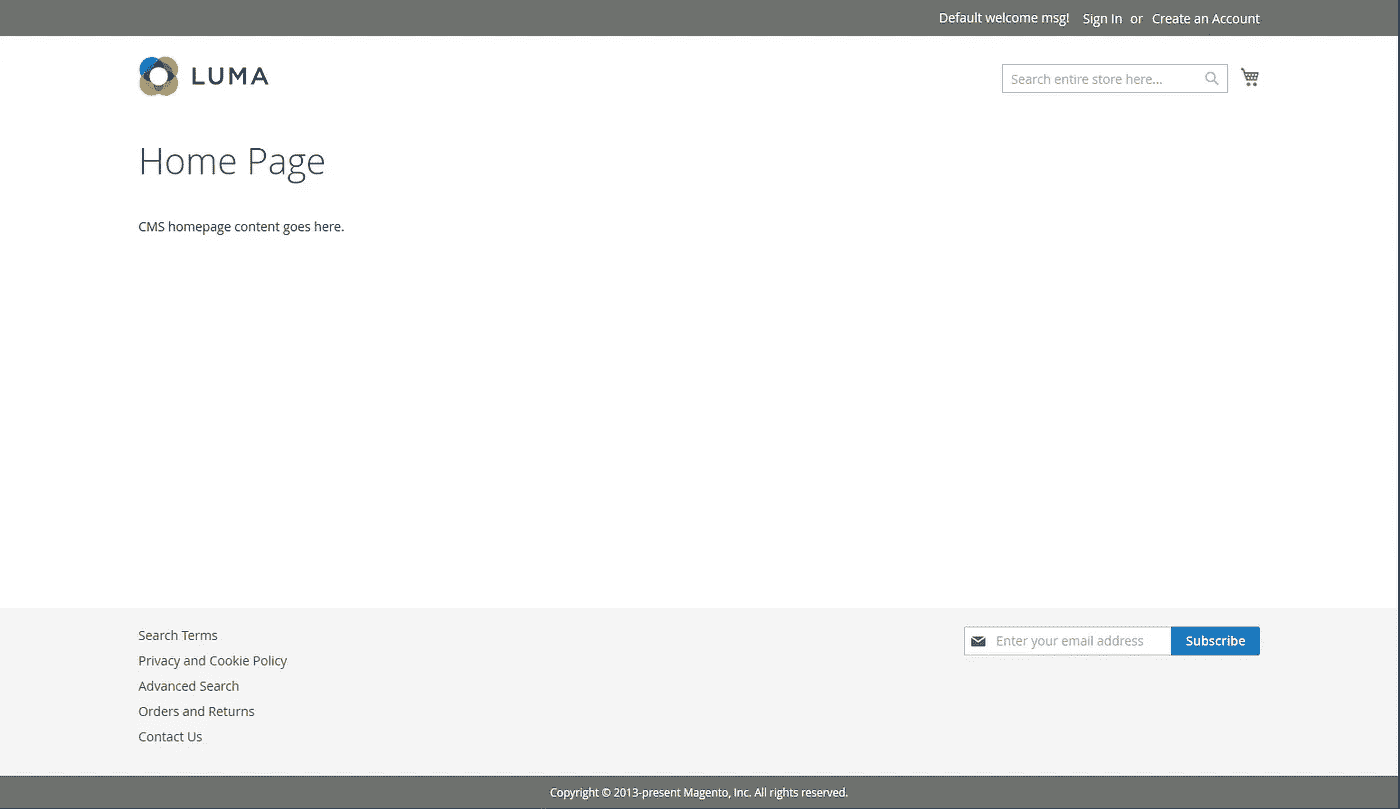 Default welcome msg! Sign In or Create an Account
LUMA
Search entire store here...
Home Page
CMS homepage content goes here.
Search Terms
Privacy and Cookie Policy
Advanced Search
Orders and Returns
Contact Us
Enter your email address
Subscribe
Copyright © 2013-present Magento, Inc. All rights reserved.